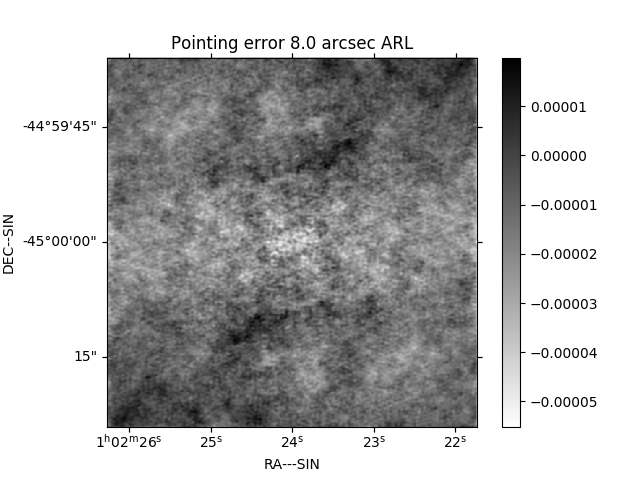 Pointing error 8.0 arcsec ARL
-44°59'45"
-45°00'00"
15"
DEC--SIN
1ʰ02ᵐ26ˢ 25ˢ 24ˢ 23ˢ 22ˢ
RA---SIN
0.00001
0.00000
−0.00001
−0.00002
−0.00003
−0.00004
−0.00005